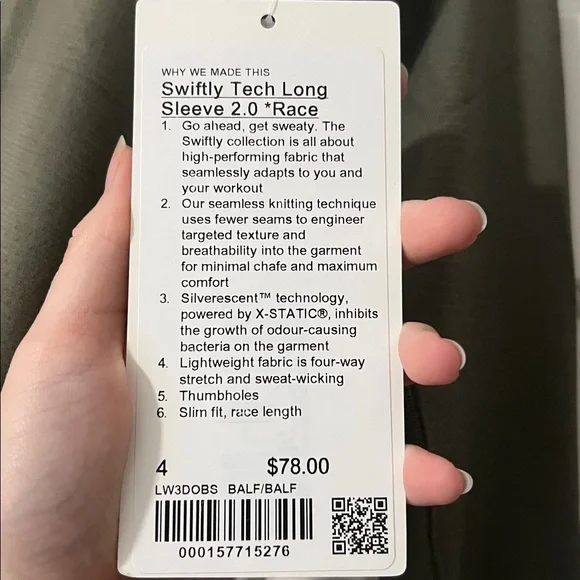 WHY WE MADE THIS
Swiftly Tech Long
Sleeve 2.0 *Race
1. Go ahead, get sweaty. The
Swiftly collection is all about
high-performing fabric that
seamlessly adapts to you and
your workout
2. Our seamless knitting technique
uses fewer seams to engineer
targeted texture and
breathability into the garment
for minimal chafe and maximum
comfort
3. Silverescent™ technology,
powered by X-STATIC®, inhibits
the growth of odour-causing
bacteria on the garment
4. Lightweight fabric is four-way
stretch and sweat-wicking
5. Thumbholes
6. Slim fit, race length
4 $78.00
LW3DOBS BALF/BALF
000157715276